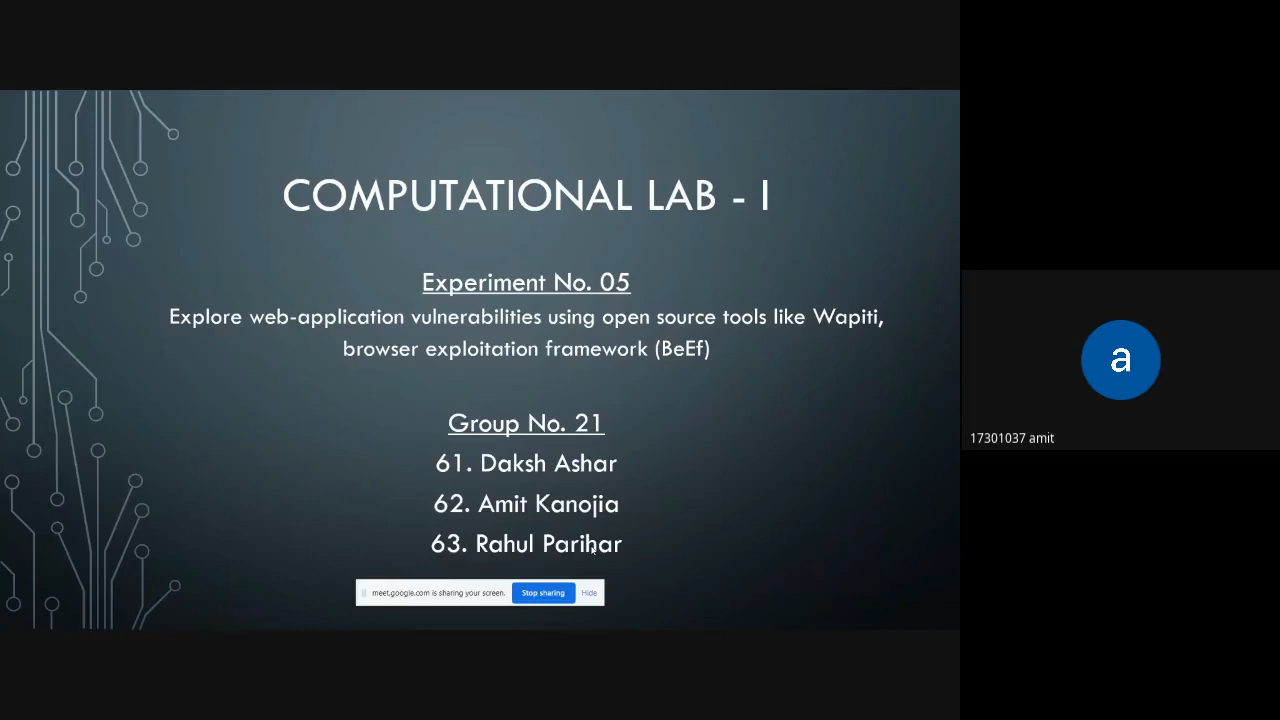 COMPUTATIONAL LAB - I
Experiment No. 05
Explore web-application vulnerabilities using open source tools like Wapiti,
browser exploitation framework (BeEf)
Group No. 21
61. Daksh Ashar
62. Amit Kanojia
63. Rahul Parihar
meet.google.com is sharing your screen. Stop sharing Hide
a
17301037 amit